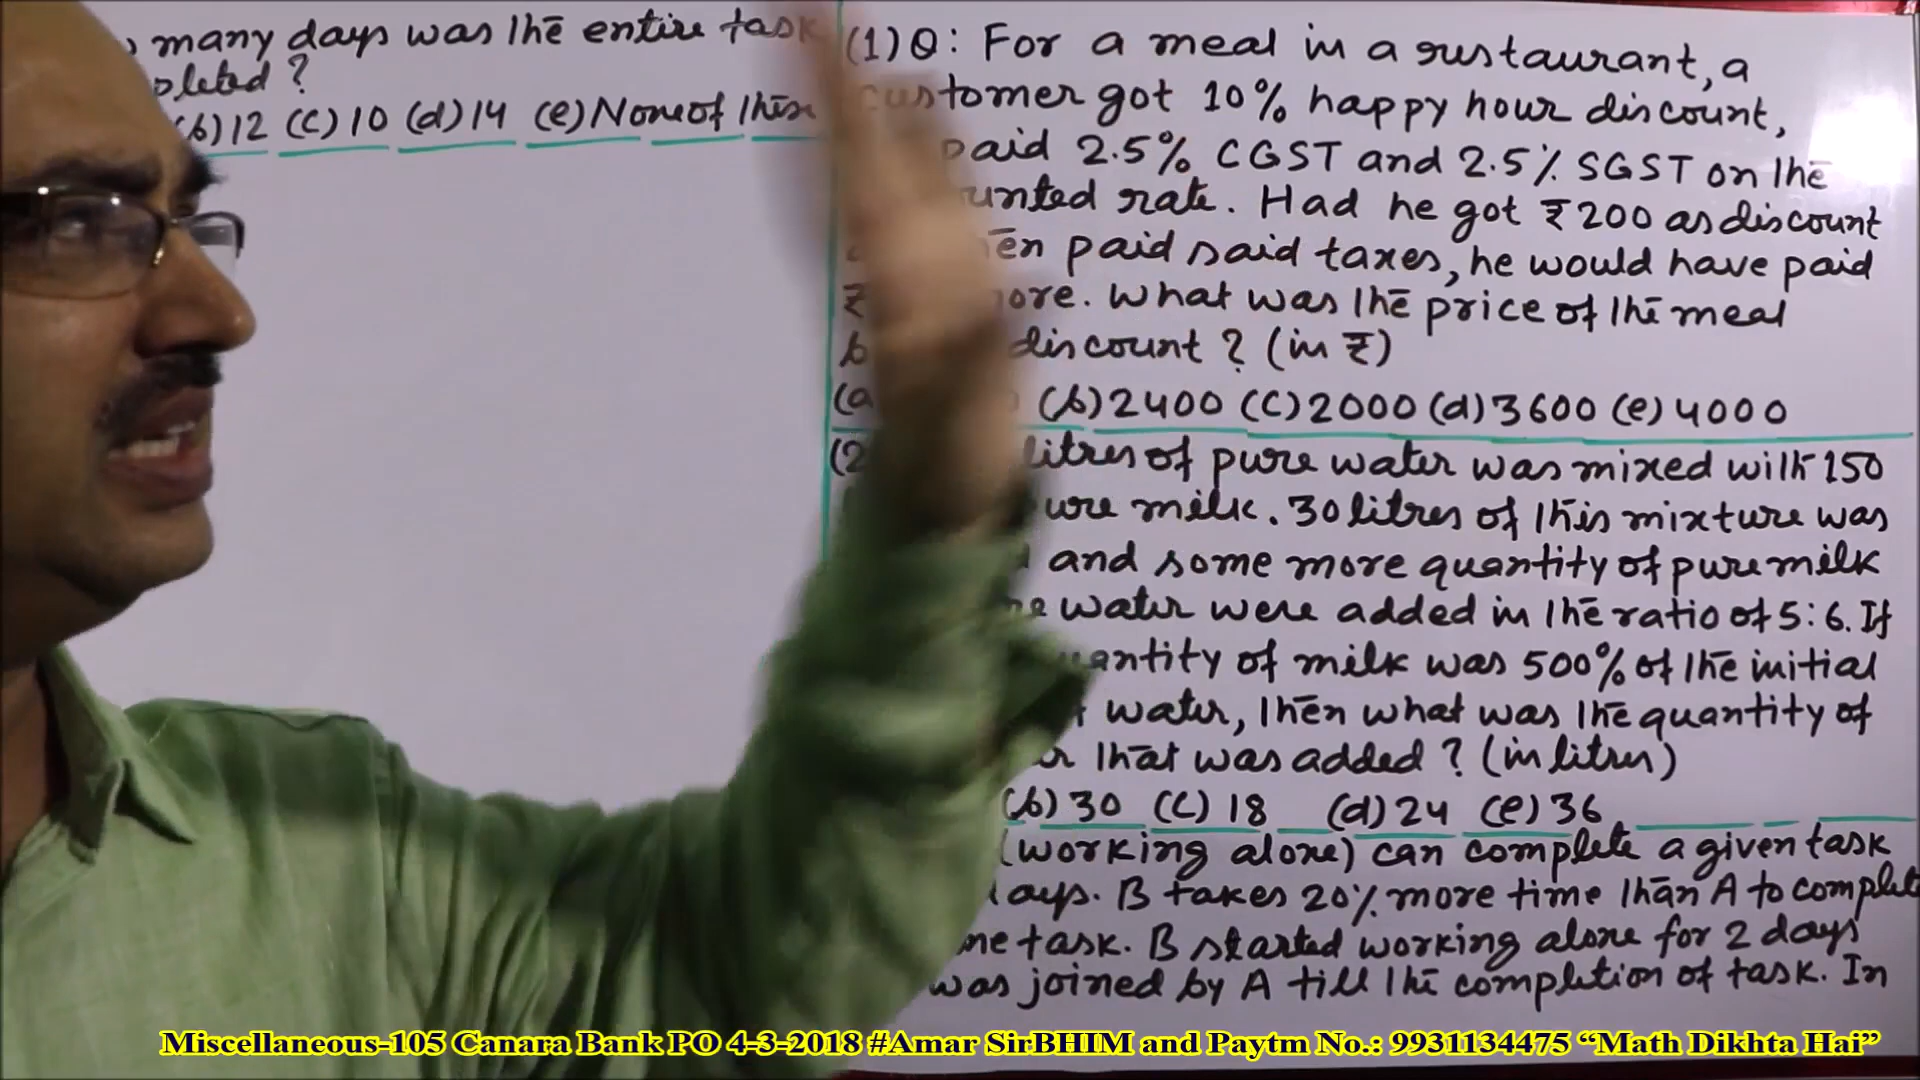 many days was the entire task
pleted ?
(b)12 (c)10 (d)14 (e)None of these
(1)Q: For a meal in a restaurant, a
customer got 10% happy hour discount,
paid 2.5% CGST and 2.5% SGST on the
unted rate. Had he got ₹200 as discount
en paid said taxes, he would have paid
₹ ore. What was the price of the meal
b discount ? (in ₹)
(a (b)2400 (c)2000 (d)3600 (e)4000
(2 litres of pure water was mixed with 150
ure milk. 30 litres of this mixture was
and some more quantity of pure milk
re water were added in the ratio of 5:6. If
uantity of milk was 500% of the initial
water, then what was the quantity of
r that was added ? (in litres)
(b)30 (c)18 (d)24 (e)36
(working alone) can complete a given task
ays. B takes 20% more time than A to complete
me task. B started working alone for 2 days
was joined by A till the completion of task. In
Miscellaneous-105 Canara Bank PO 4-3-2018 #Amar SirBHIM and Paytm No.: 9931134475 “Math Dikhta Hai”